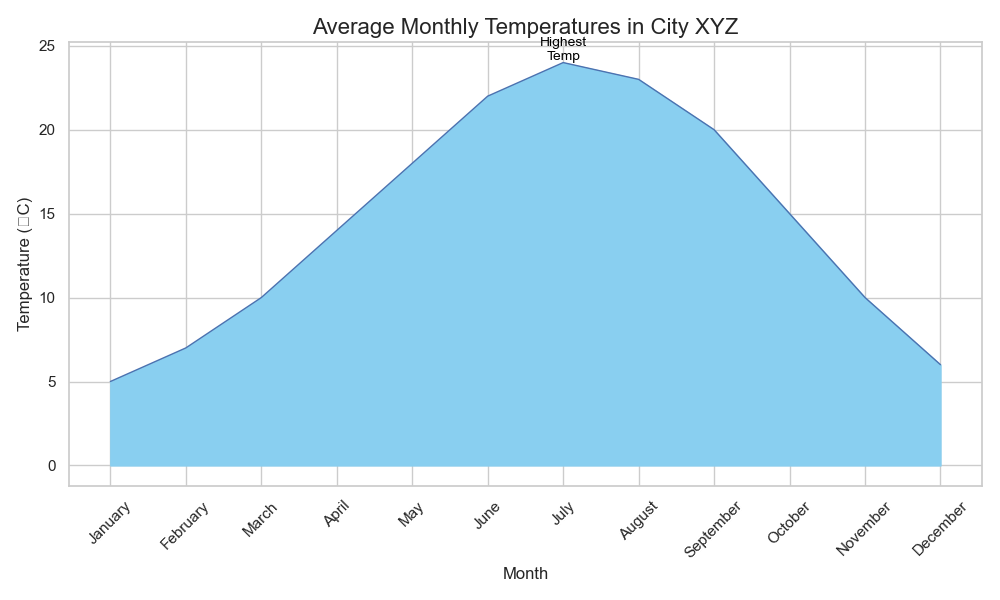 Average Monthly Temperatures in City XYZ
Highest
Temp
25
20
15
10
5
0
Temperature (▯C)
January
February
March
April
May
June
July
August
September
October
November
December
Month